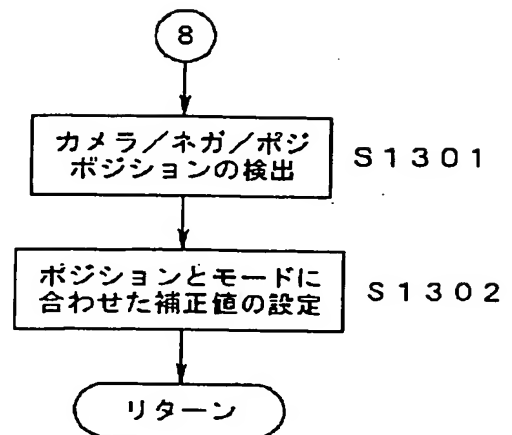 8
カメラ/ネガ/ポジ
ボジションの検出
S1301
ポジションとモードに
合わせた補正値の設定
S1302
リターン